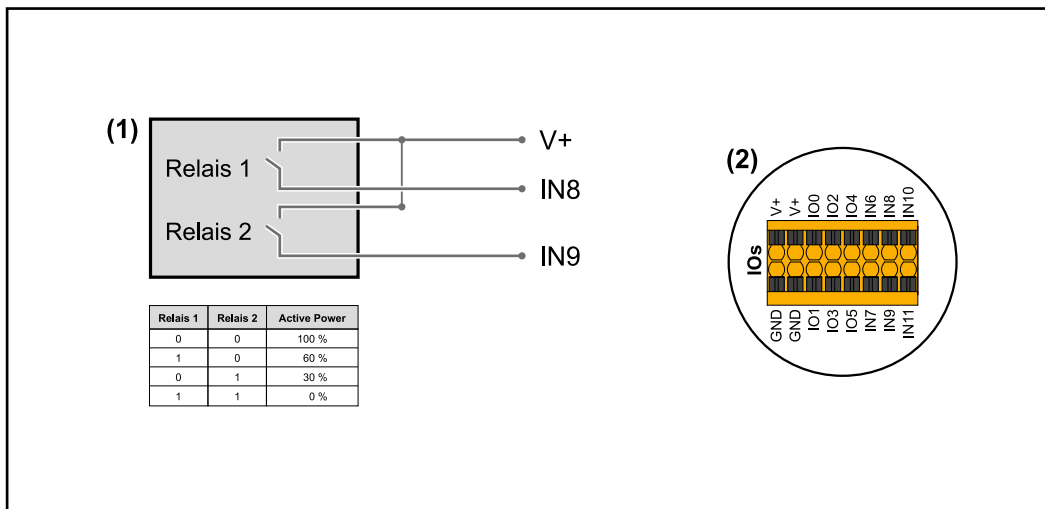 (1)
Relais 1
Relais 2
V+
IN8
IN9
Relais 1 Relais 2 Active Power
0 0 100 %
1 0 60 %
0 1 30 %
1 1 0 %
(2)
V+ V+ IO0 IO2 IO4 IN6 IN8 IN10
IOs
GND GND IO1 IO3 IO5 IN7 IN9 IN11